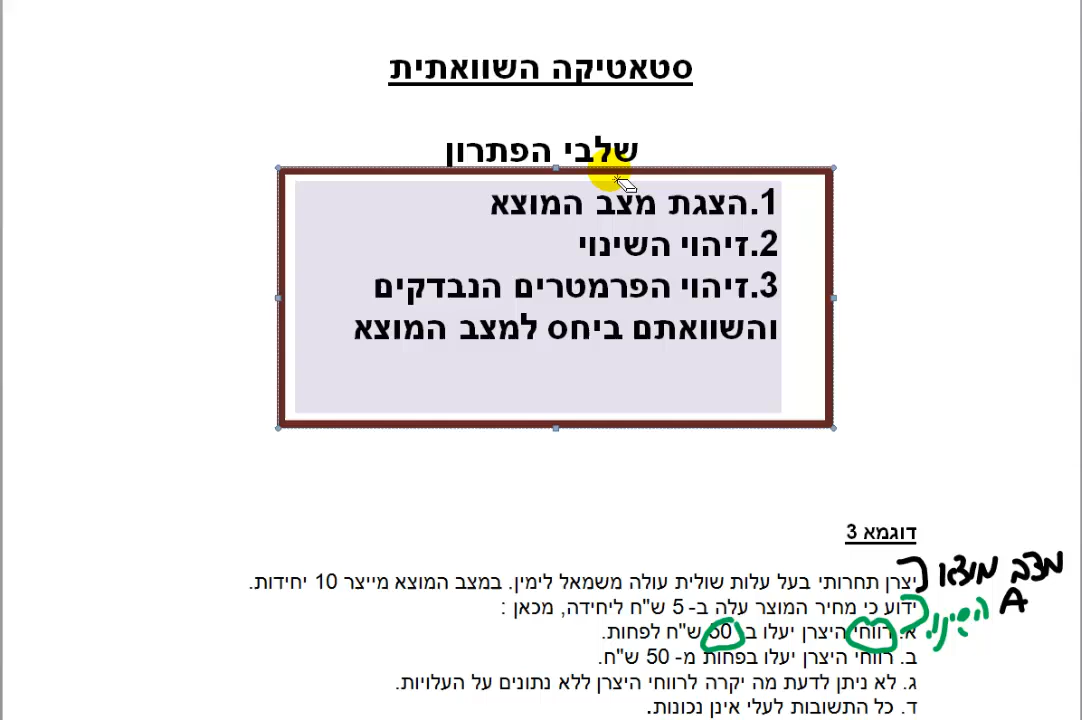 סטאטיקה השוואתית
שלבי הפתרון
1.הצגת מצב המוצא
2.זיהוי השינוי
3.זיהוי הפרמטרים הנבדקים
והשוואתם ביחס למצב המוצא
דוגמא 3
מצב מוצא
A
יצרן תחרותי בעל עלות שולית עולה משמאל לימין. במצב המוצא מייצר 10 יחידות.
השינוי
ידוע כי מחיר המוצר עלה ב- 5 ש"ח ליחידה, מכאן :
א. רווחי היצרן יעלו ב- 50 ש"ח לפחות.
ב. רווחי היצרן יעלו בפחות מ- 50 ש"ח.
ג. לא ניתן לדעת מה יקרה לרווחי היצרן ללא נתונים על העלויות.
ד. כל התשובות לעלי אינן נכונות.